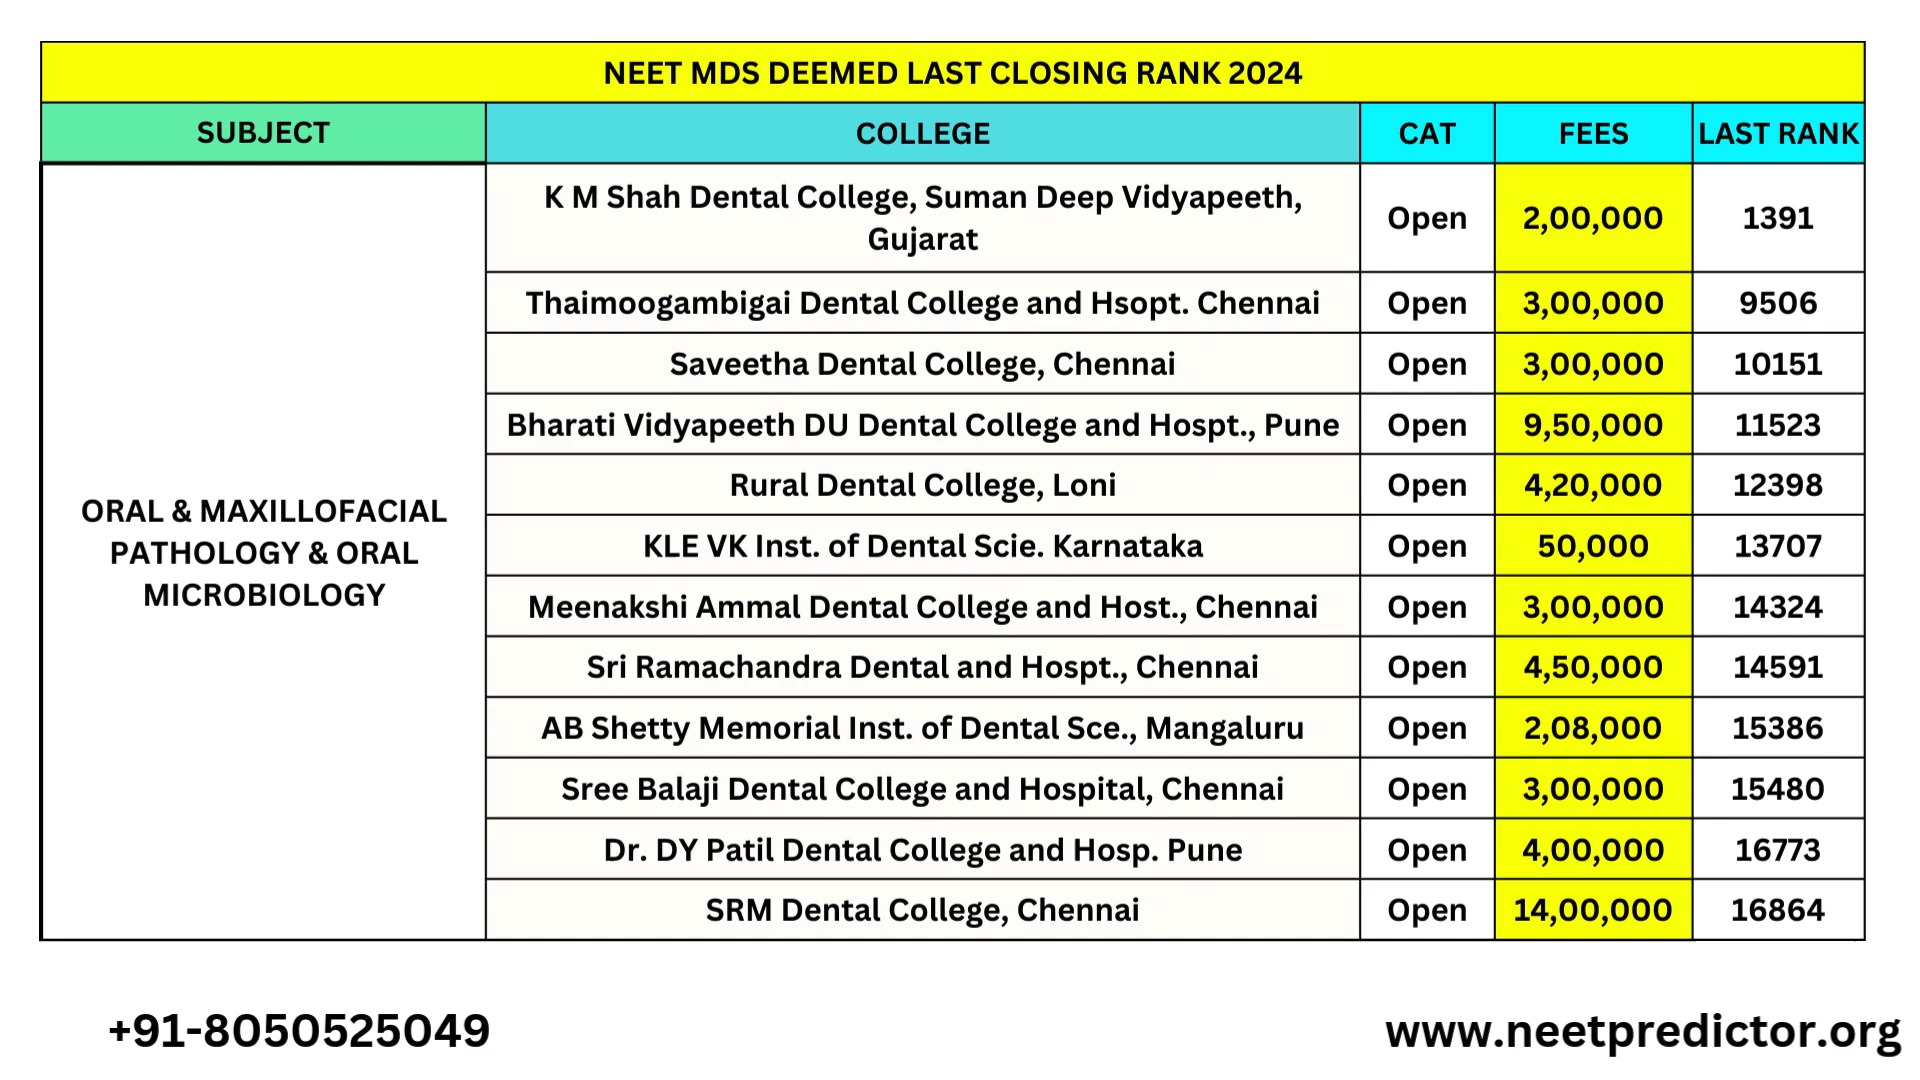 NEET MDS DEEMED LAST CLOSING RANK 2024
SUBJECT COLLEGE CAT FEES LAST RANK
ORAL & MAXILLOFACIAL
PATHOLOGY & ORAL
MICROBIOLOGY
K M Shah Dental College, Suman Deep Vidyapeeth,
Gujarat
Open 2,00,000 1391
Thaimoogambigai Dental College and Hsopt. Chennai Open 3,00,000 9506
Saveetha Dental College, Chennai Open 3,00,000 10151
Bharati Vidyapeeth DU Dental College and Hospt., Pune Open 9,50,000 11523
Rural Dental College, Loni Open 4,20,000 12398
KLE VK Inst. of Dental Scie. Karnataka Open 50,000 13707
Meenakshi Ammal Dental College and Host., Chennai Open 3,00,000 14324
Sri Ramachandra Dental and Hospt., Chennai Open 4,50,000 14591
AB Shetty Memorial Inst. of Dental Sce., Mangaluru Open 2,08,000 15386
Sree Balaji Dental College and Hospital, Chennai Open 3,00,000 15480
Dr. DY Patil Dental College and Hosp. Pune Open 4,00,000 16773
SRM Dental College, Chennai Open 14,00,000 16864
+91-8050525049 www.neetpredictor.org